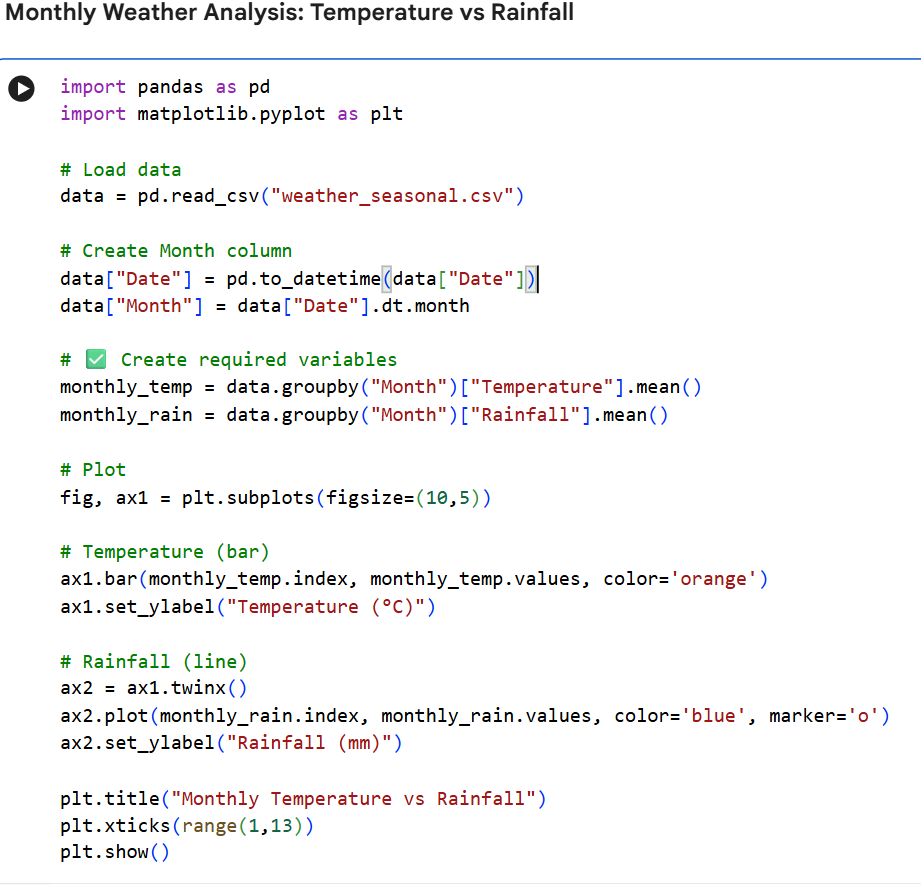 Monthly Weather Analysis: Temperature vs Rainfall
import pandas as pd
import matplotlib.pyplot as plt
# Load data
data = pd.read_csv("weather_seasonal.csv")
# Create Month column
data["Date"] = pd.to_datetime(data["Date"])
data["Month"] = data["Date"].dt.month
# ✅ Create required variables
monthly_temp = data.groupby("Month")["Temperature"].mean()
monthly_rain = data.groupby("Month")["Rainfall"].mean()
# Plot
fig, ax1 = plt.subplots(figsize=(10,5))
# Temperature (bar)
ax1.bar(monthly_temp.index, monthly_temp.values, color='orange')
ax1.set_ylabel("Temperature (°C)")
# Rainfall (line)
ax2 = ax1.twinx()
ax2.plot(monthly_rain.index, monthly_rain.values, color='blue', marker='o')
ax2.set_ylabel("Rainfall (mm)")
plt.title("Monthly Temperature vs Rainfall")
plt.xticks(range(1,13))
plt.show()